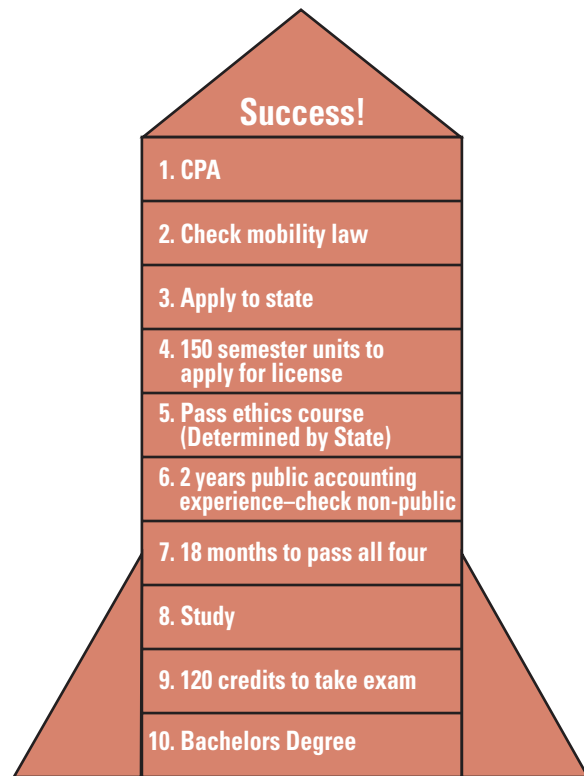 Success!
1. CPA
2. Check mobility law
3. Apply to state
4. 150 semester units to
apply for license
5. Pass ethics course
(Determined by State)
6. 2 years public accounting
experience–check non-public
7. 18 months to pass all four
8. Study
9. 120 credits to take exam
10. Bachelors Degree